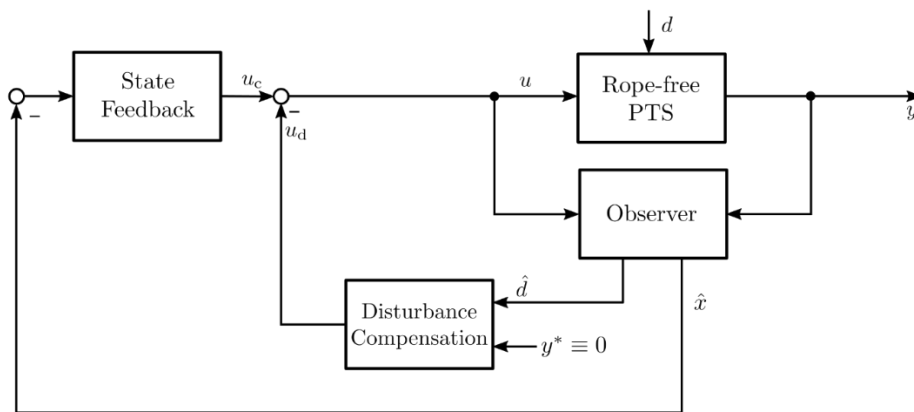 d
State
Feedback
u_c
u
Rope-free
PTS
y
-
-
u_d
Observer
d̂
x̂
Disturbance
Compensation
y* ≡ 0